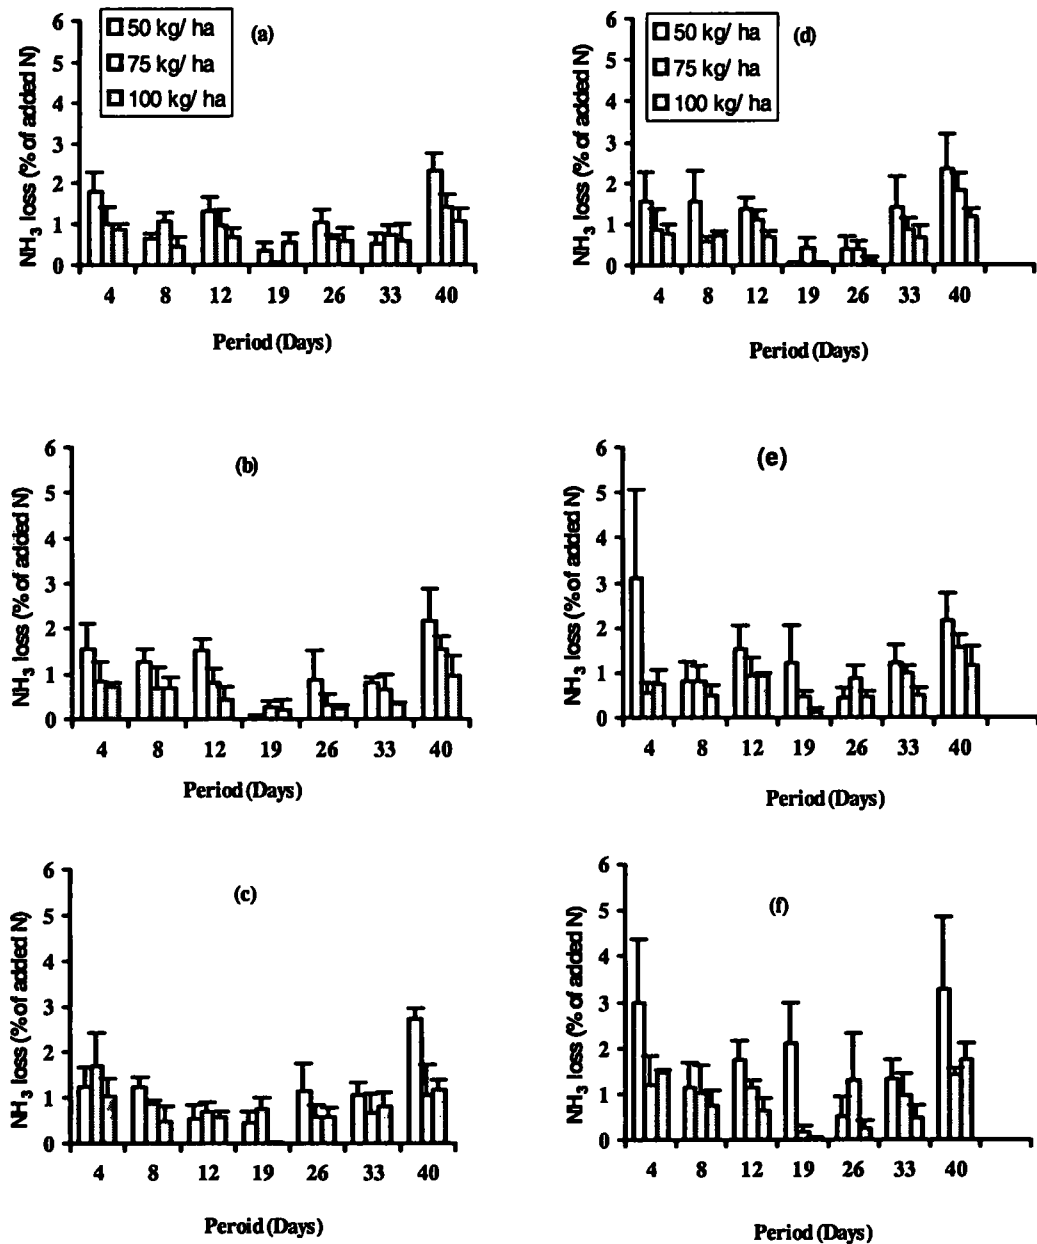 50 kg/ ha
75 kg/ ha
100 kg/ ha
(a)
NH3 loss (% of added N)
6
5
4
3
2
1
0
4 8 12 19 26 33 40
Period (Days)
50 kg/ ha
75 kg/ ha
100 kg/ ha
(d)
NH3 loss (% of added N)
6
5
4
3
2
1
0
4 8 12 19 26 33 40
Period (Days)
(b)
NH3 loss (% of added N)
6
5
4
3
2
1
0
4 8 12 19 26 33 40
Period (Days)
(e)
NH3 loss (% of added N)
6
5
4
3
2
1
0
4 8 12 19 26 33 40
Period (Days)
(c)
NH3 loss (% of added N)
6
5
4
3
2
1
0
4 8 12 19 26 33 40
Peroid (Days)
(f)
NH3 loss (% of added N)
6
5
4
3
2
1
0
4 8 12 19 26 33 40
Period (Days)